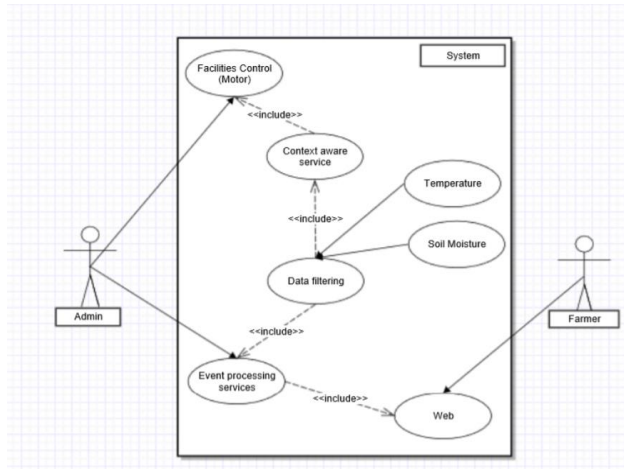 System
Facilities Control
(Motor)
<<include>>
Context aware
service
Temperature
<<include>>
Soil Moisture
Data filtering
Admin
Farmer
<<include>>
Event processing
services
<<include>>
Web